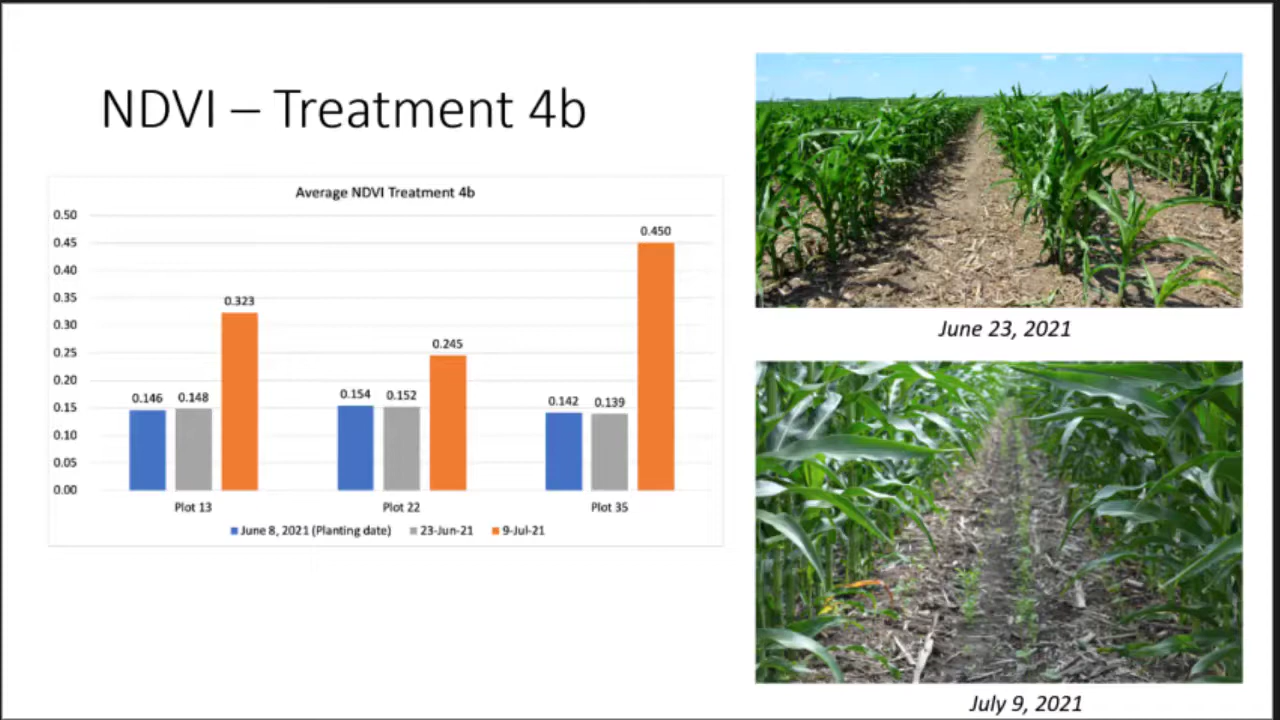 NDVI – Treatment 4b
Average NDVI Treatment 4b
0.50
0.45
0.40
0.35
0.30
0.25
0.20
0.15
0.10
0.05
0.00
0.146 0.148 0.323
0.154 0.152 0.245
0.142 0.139 0.450
Plot 13 Plot 22 Plot 35
June 8, 2021 (Planting date) 23-Jun-21 9-Jul-21
June 23, 2021
July 9, 2021